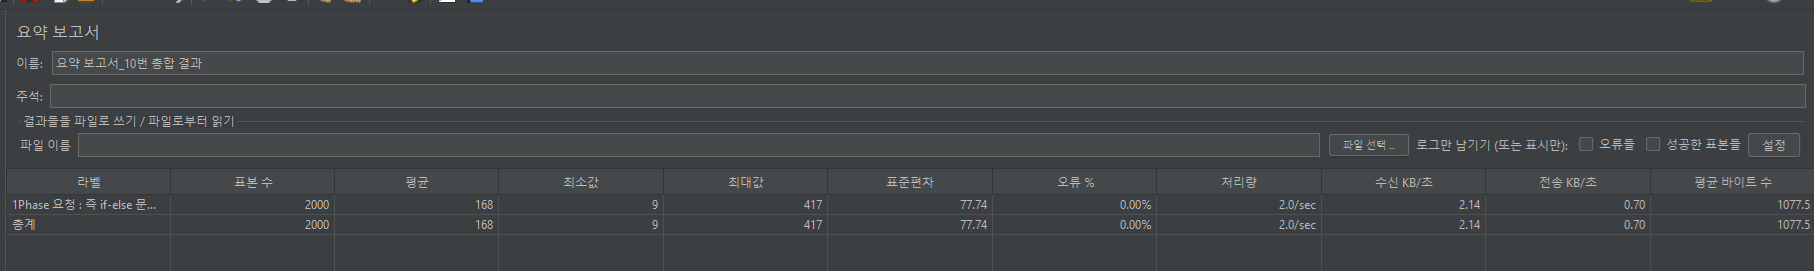 요약 보고서
이름: 요약 보고서_10번 총합 결과
주석:
결과들을 파일로 쓰기 / 파일로부터 읽기
파일 이름 파일 선택 ... 로그만 남기기 (또는 표시만): 오류들 성공한 표본들 설정
라벨 표본 수 평균 최소값 최대값 표준편차 오류 % 처리량 수신 KB/초 전송 KB/초 평균 바이트 수
1Phase 요청 : 즉 if-else 문... 2000 168 9 417 77.74 0.00% 2.0/sec 2.14 0.70 1077.5
총계 2000 168 9 417 77.74 0.00% 2.0/sec 2.14 0.70 1077.5